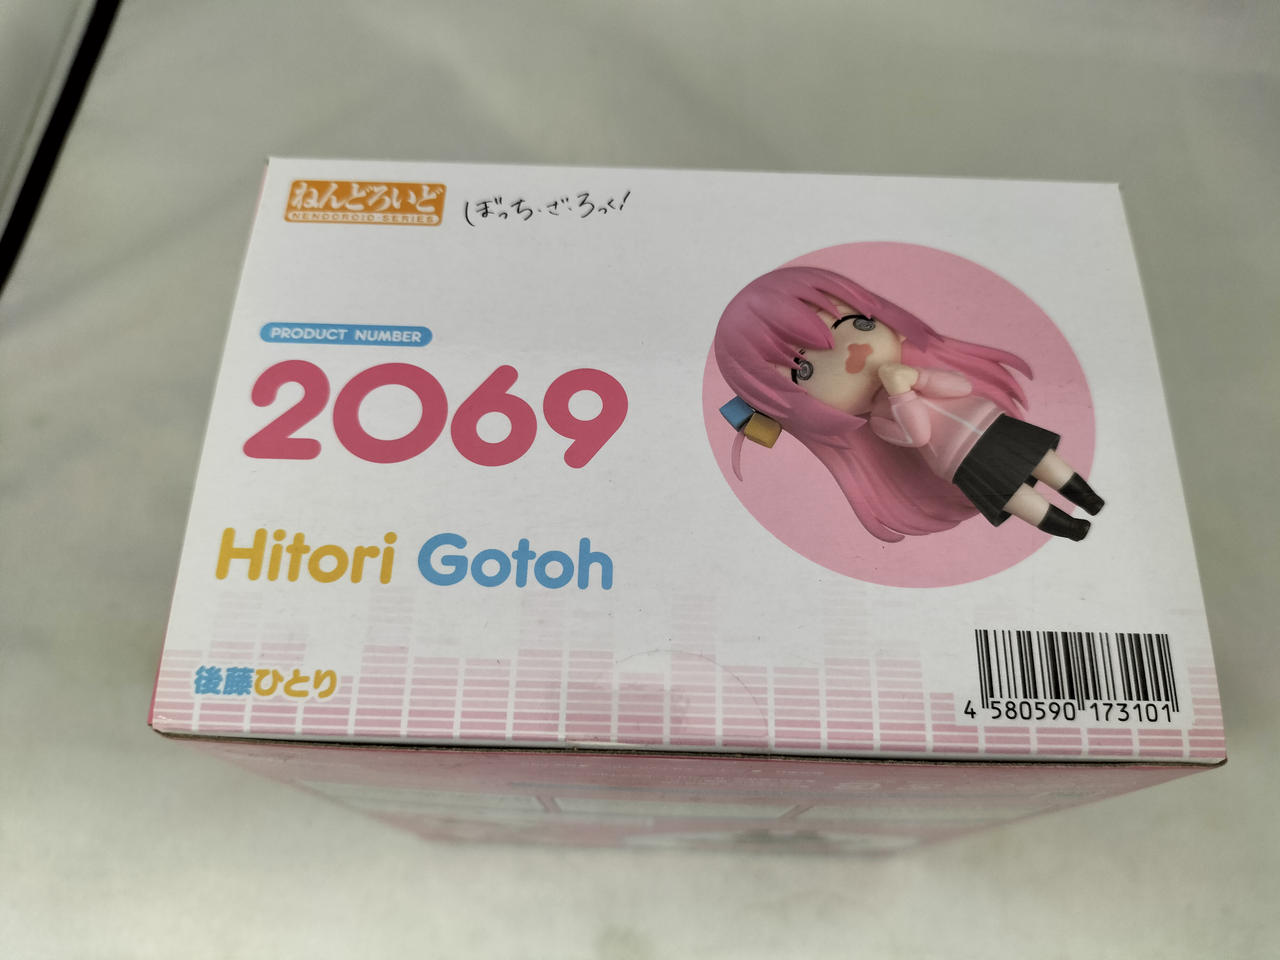 ねんどろいど
NENDOROID SERIES
ぼっち・ざ・ろっく!
PRODUCT NUMBER
2069
Hitori Gotoh
後藤ひとり
4 580590 173101